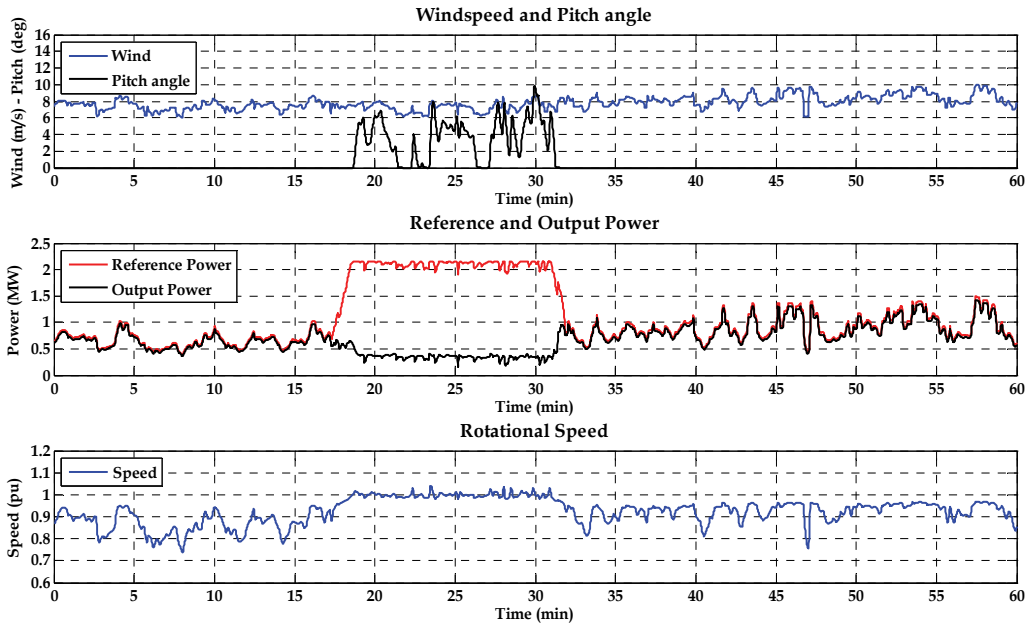 Windspeed and Pitch angle
Wind (m/s) - Pitch (deg)
16
14
12
10
8
6
4
2
0
Wind
Pitch angle
0 5 10 15 20 25 30 35 40 45 50 55 60
Time (min)
Reference and Output Power
Power (MW)
2.5
2
1.5
1
0.5
0
Reference Power
Output Power
0 5 10 15 20 25 30 35 40 45 50 55 60
Time (min)
Rotational Speed
Speed (pu)
1.2
1.1
1
0.9
0.8
0.7
0.6
Speed
0 5 10 15 20 25 30 35 40 45 50 55 60
Time (min)